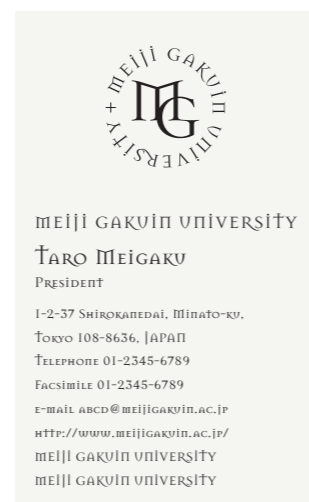 MEIJI GAKUIN UNIVERSITY +
MG
MEIJI GAKUIN UNIVERSITY
Taro Meigaku
President
1-2-37 Shirokanedai, Minato-ku,
Tokyo 108-8636, JAPAN
Telephone 01-2345-6789
Facsimile 01-2345-6789
e-mail abcd@meijigakuin.ac.jp
http://www.meijigakuin.ac.jp/
MEIJI GAKUIN UNIVERSITY
MEIJI GAKUIN UNIVERSITY